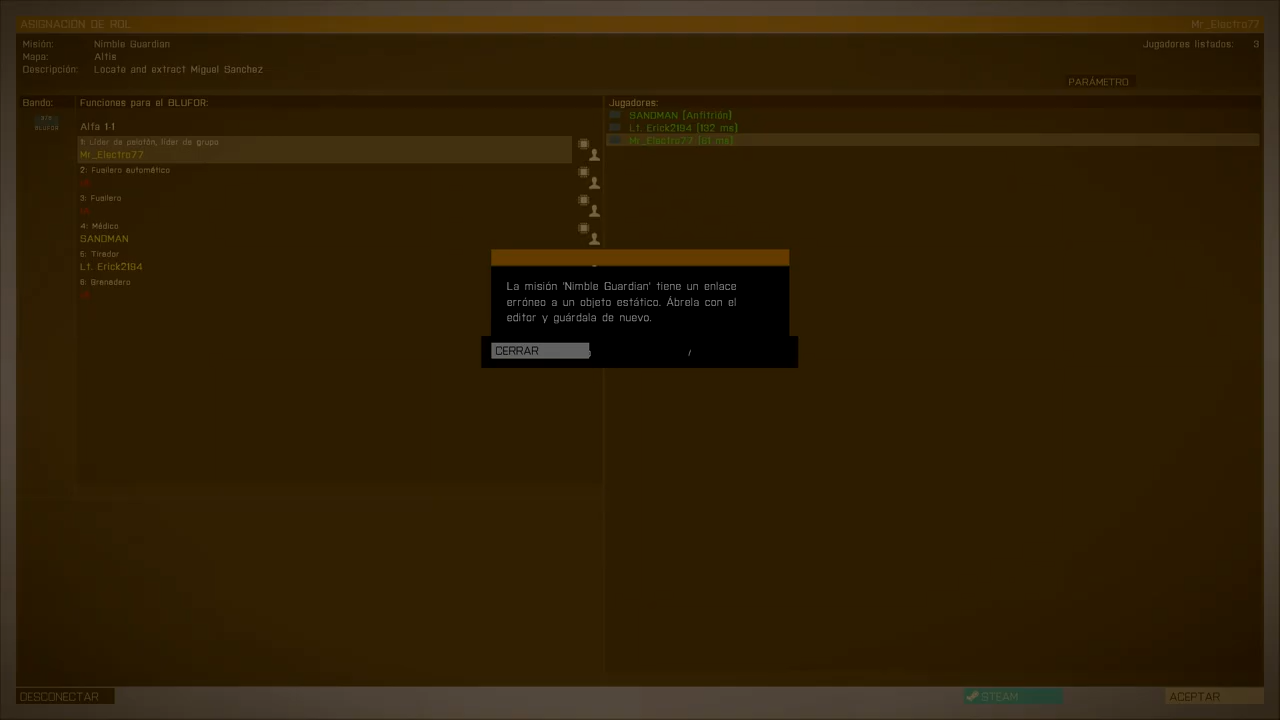 ASIGNACIÓN DE ROL
Mr_Electro77
Misión: Nimble Guardian
Jugadores listados: 3
Mapa: Altis
Descripción: Locate and extract Miguel Sanchez
PARÁMETRO
Bando:
Funciones para el BLUFOR:
Jugadores:
BLUFOR
Alfa 1-1
1: Líder de pelotón, líder de grupo
Mr_Electro77
2: Fusilero automático
3: Fusilero
4: Médico
SANDMAN
5: Tirador
Lt. Erick2194
6: Grenadero
SANDMAN [Anfitrión]
Lt. Erick2194 [132 ms]
Mr_Electro77 [61 ms]
La misión 'Nimble Guardian' tiene un enlace
erróneo a un objeto estático. Ábrela con el
editor y guárdala de nuevo.
CERRAR
DESCONECTAR
STEAM
ACEPTAR